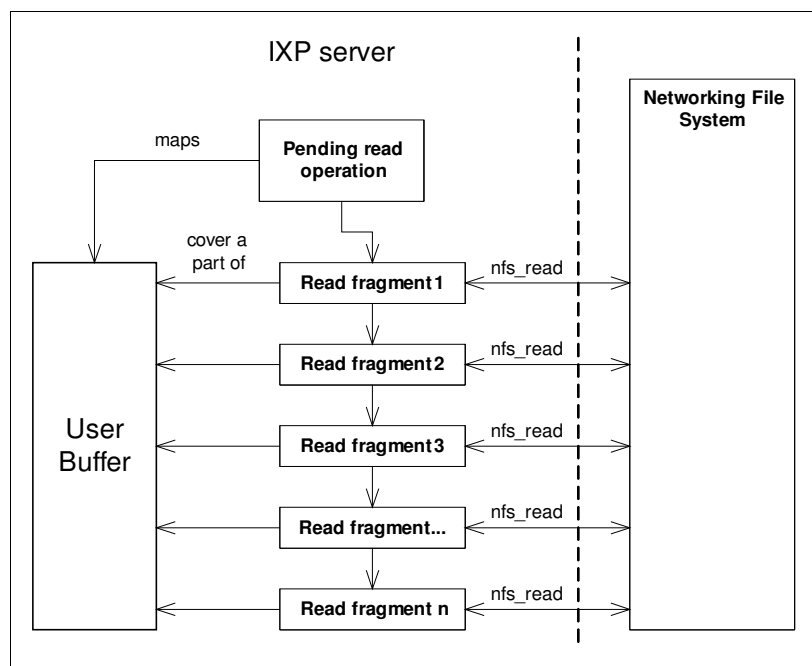 IXP server
Networking File
System
maps
Pending read
operation
cover a
part of
Read fragment 1
nfs_read
Read fragment 2
nfs_read
User
Buffer
Read fragment 3
nfs_read
Read fragment...
nfs_read
Read fragment n
nfs_read